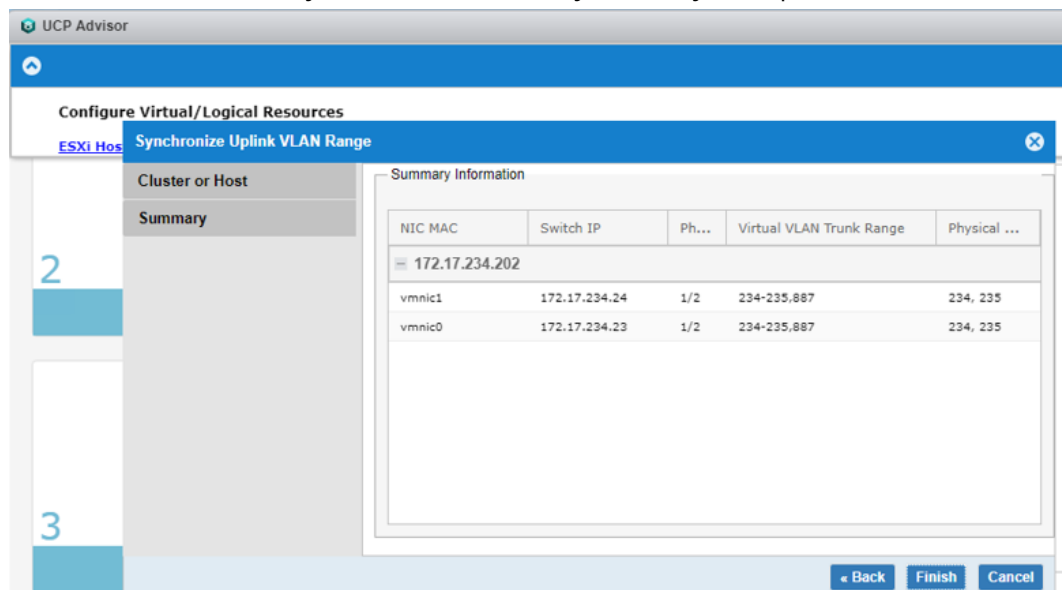 UCP Advisor
Configure Virtual/Logical Resources
ESXi Hos
Synchronize Uplink VLAN Range
Cluster or Host
Summary
Summary Information
NIC MAC Switch IP Ph... Virtual VLAN Trunk Range Physical ...
172.17.234.202
vmnic1 172.17.234.24 1/2 234-235,887 234, 235
vmnic0 172.17.234.23 1/2 234-235,887 234, 235
2
3
« Back Finish Cancel